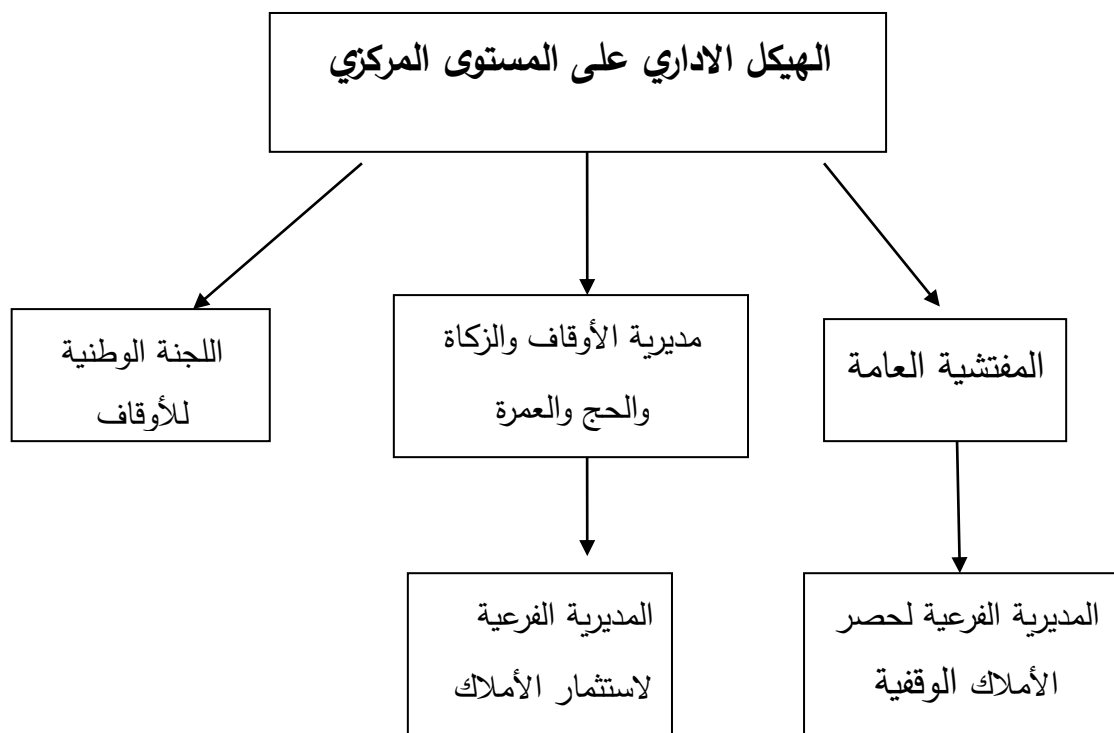 الهيكل الاداري على المستوى المركزي
المفتشية العامة
مديرية الأوقاف والزكاة
والحج والعمرة
اللجنة الوطنية
للأوقاف
المديرية الفرعية لحصر
الأملاك الوقفية
المديرية الفرعية
لاستثمار الأملاك